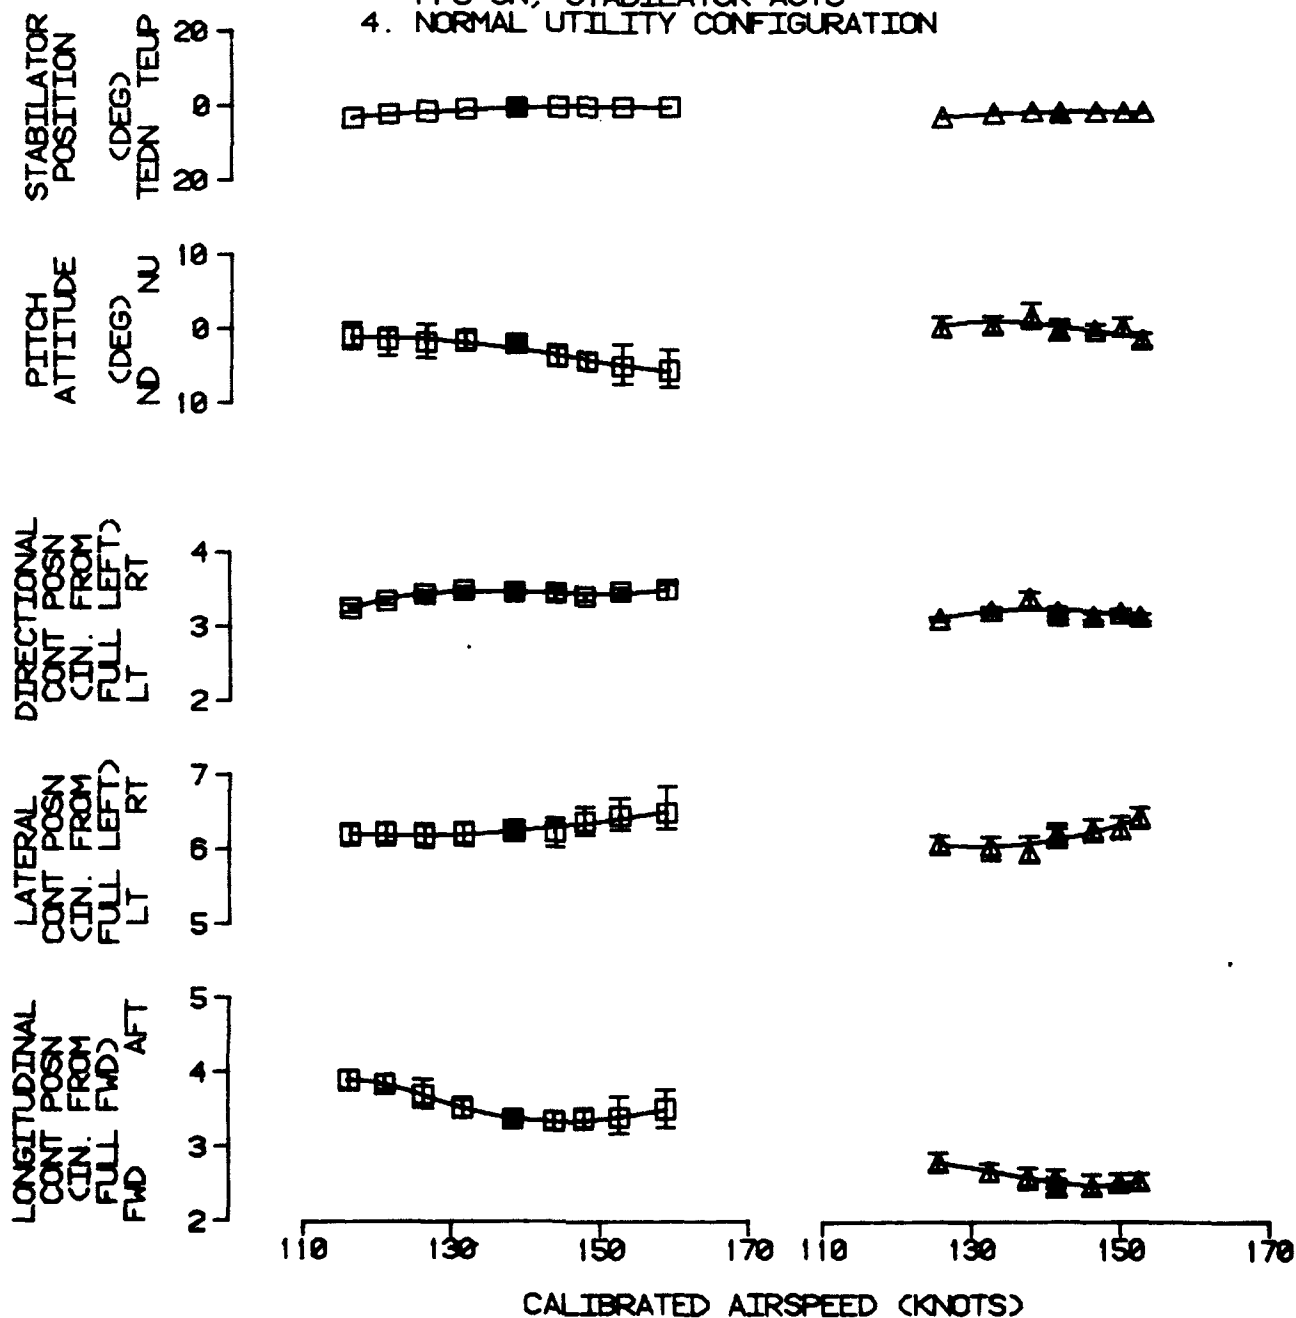 4. NORMAL UTILITY CONFIGURATION
STABILATOR
POSITION
(DEG)
TEDN TEUP
20
0
20
PITCH
ATTITUDE
(DEG)
ND NU
10
0
10
DIRECTIONAL
CONT POSN
(IN. FROM
FULL LEFT)
LT RT
4
3
2
LATERAL
CONT POSN
(IN. FROM
FULL LEFT)
LT RT
7
6
5
LONGITUDINAL
CONT POSN
(IN. FROM
FULL FWD)
FWD AFT
5
4
3
2
110 130 150 170 110 130 150 170
CALIBRATED AIRSPEED (KNOTS)